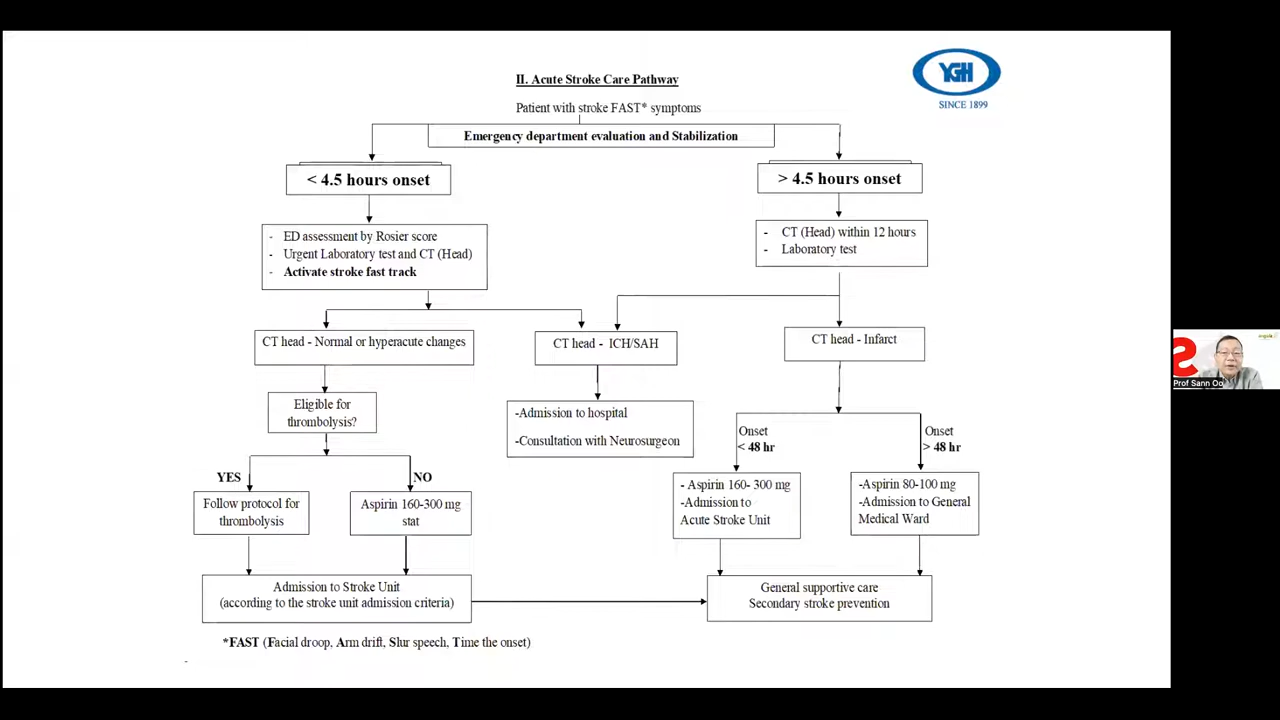 YGH
SINCE 1899
II. Acute Stroke Care Pathway
Patient with stroke FAST* symptoms
Emergency department evaluation and Stabilization
< 4.5 hours onset
> 4.5 hours onset
- ED assessment by Rosier score
- Urgent Laboratory test and CT (Head)
- Activate stroke fast track
- CT (Head) within 12 hours
- Laboratory test
CT head - Normal or hyperacute changes
CT head - ICH/SAH
CT head - Infarct
Eligible for
thrombolysis?
-Admission to hospital
-Consultation with Neurosurgeon
Onset
< 48 hr
Onset
> 48 hr
YES
NO
Follow protocol for
thrombolysis
Aspirin 160-300 mg
stat
- Aspirin 160- 300 mg
-Admission to
Acute Stroke Unit
-Aspirin 80-100 mg
-Admission to General
Medical Ward
Admission to Stroke Unit
(according to the stroke unit admission criteria)
General supportive care
Secondary stroke prevention
*FAST (Facial droop, Arm drift, Slur speech, Time the onset)
Prof Sann Oo